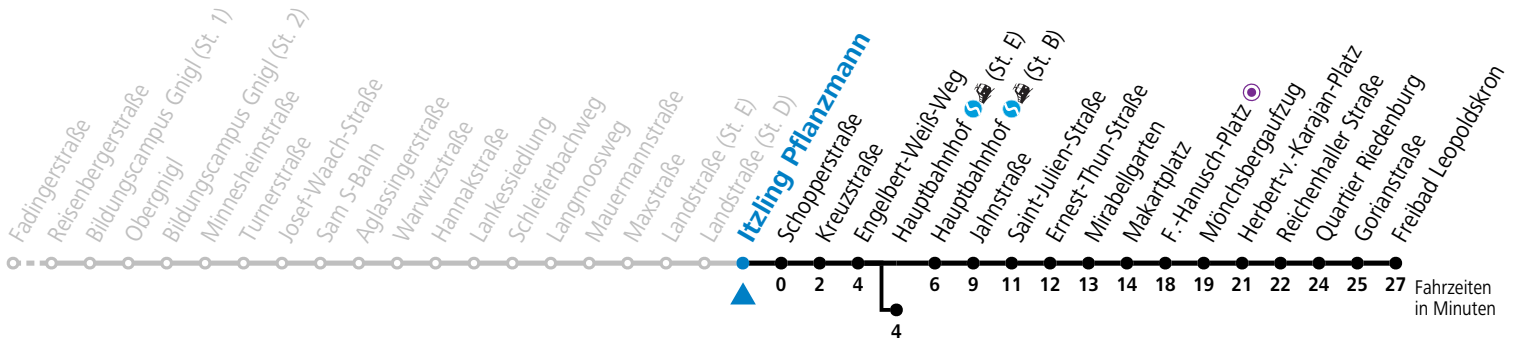 Fadingerstraße
Reisenbergerstraße
Bildungscampus Gnigl (St. 1)
Obergnigl
Bildungscampus Gnigl (St. 2)
Minnesheimstraße
Turnerstraße
Josef-Waach-Straße
Sam S-Bahn
Aglassingerstraße
Warwitzstraße
Hannakstraße
Lankessiedlung
Schleiferbachweg
Langmoosweg
Mauermannstraße
Maxstraße
Landstraße (St. E)
Landstraße (St. D)
Itzling Pflanzmann
Schopperstraße
Kreuzstraße
Engelbert-Weiß-Weg
Hauptbahnhof (St. E)
Hauptbahnhof (St. B)
Jahnstraße
Saint-Julien-Straße
Ernest-Thun-Straße
Mirabellgarten
Makartplatz
F.-Hanusch-Platz
Mönchsbergaufzug
Herbert-v.-Karajan-Platz
Reichenhaller Straße
Quartier Riedenburg
Gorianstraße
Freibad Leopoldskron
0 2 4 6 9 11 12 13 14 18 19 21 22 24 25 27 Fahrzeiten
in Minuten
4